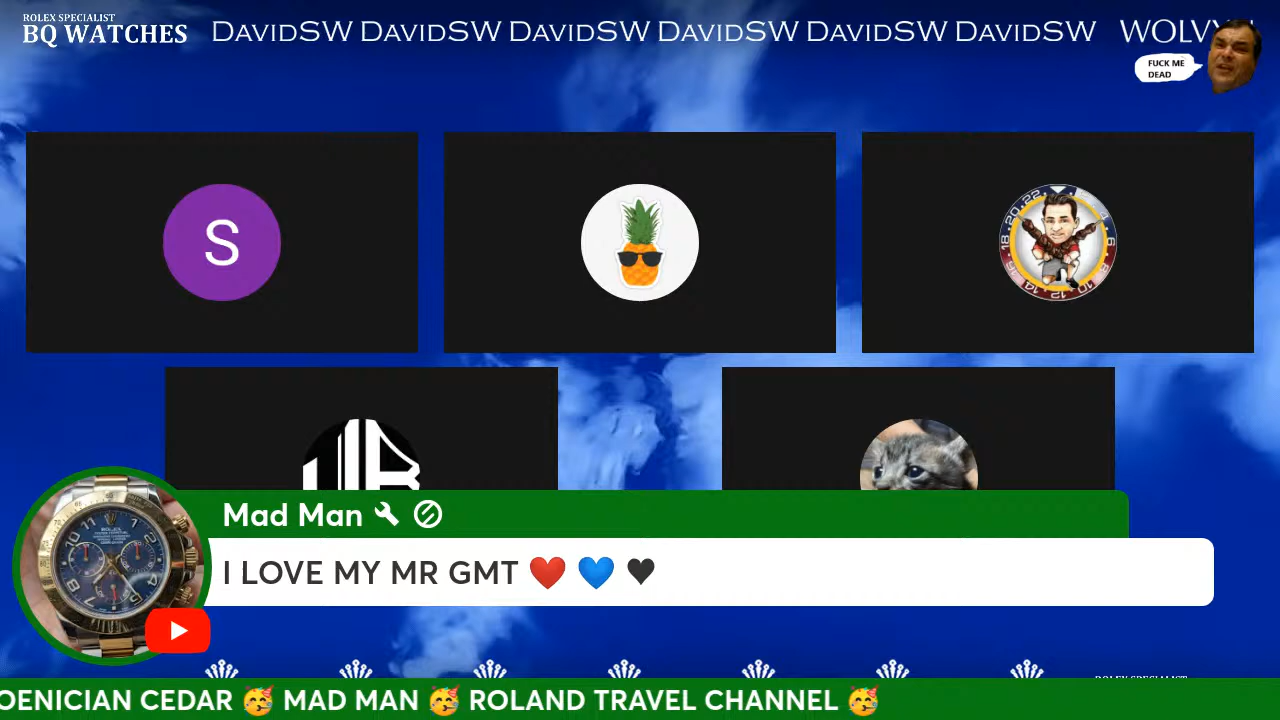 ROLEX SPECIALIST
BQ WATCHES
DAVIDSW DAVIDSW DAVIDSW DAVIDSW DAVIDSW DAVIDSW
FUCK ME
DEAD
S
Mad Man
I LOVE MY MR GMT ❤️ 💙 🖤
OENICIAN CEDAR 🥳 MAD MAN 🥳 ROLAND TRAVEL CHANNEL 🥳